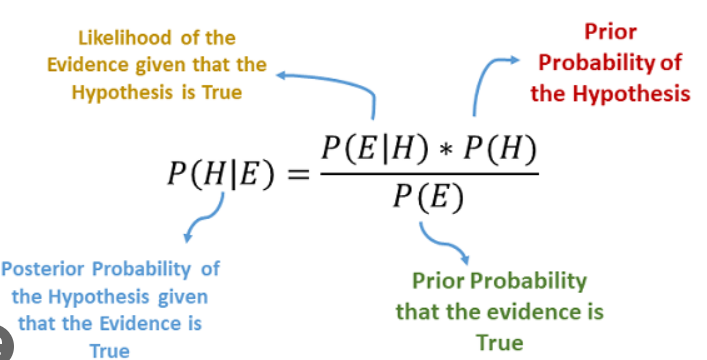 Likelihood of the
Evidence given that the
Hypothesis is True
Prior
Probability of
the Hypothesis
P(H|E) = P(E|H) * P(H)
P(E)
Posterior Probability of
the Hypothesis given
that the Evidence is
True
Prior Probability
that the evidence is
True